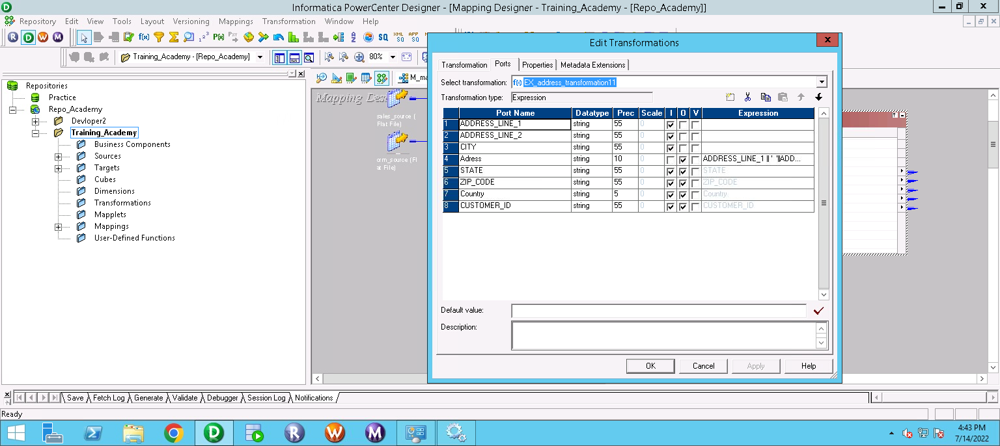 Informatica PowerCenter Designer - [Mapping Designer - Training_Academy - [Repo_Academy]]
Repository Edit View Tools Layout Versioning Mappings Transformation Window Help
Training_Academy - [Repo_Academy]
80%
Repositories
Practice
Repo_Academy
Devloper2
Training_Academy
Business Components
Sources
Targets
Cubes
Dimensions
Transformations
Mapplets
Mappings
User-Defined Functions
M_ma
Mapping Des
sales_source (
Flat File)
crm_source (Fl
at File)
Edit Transformations
Transformation Ports Properties Metadata Extensions
Select transformation: EX_address_transformation11
Transformation type: Expression
Port Name Datatype Prec Scale I O V Expression
1 ADDRESS_LINE_1 string 55 0
2 ADDRESS_LINE_2 string 55 0
3 CITY string 55 0
4 Adress string 10 0 ADDRESS_LINE_1 || ' '||ADD...
5 STATE string 55 0 STATE
6 ZIP_CODE string 55 0 ZIP_CODE
7 Country string 5 0 Country
8 CUSTOMER_ID string 55 0 CUSTOMER_ID
Default value:
Description:
OK Cancel Apply Help
Save Fetch Log Generate Validate Debugger Session Log Notifications
Ready
4:43 PM
7/14/2022